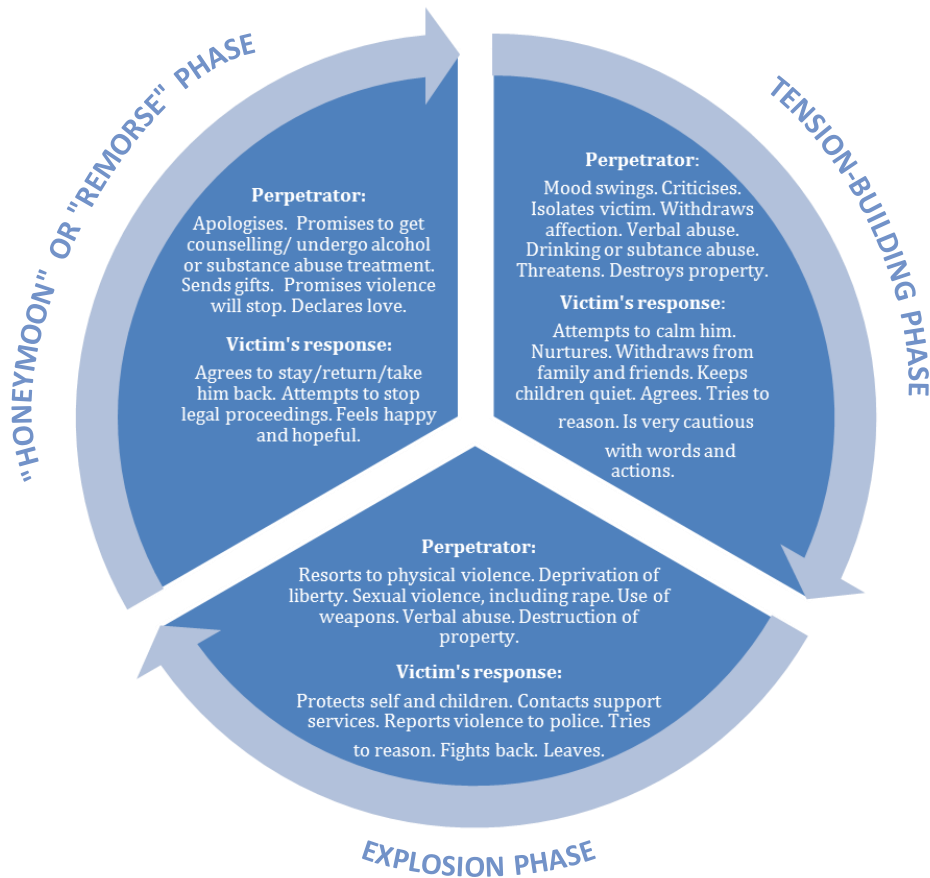 "HONEYMOON" OR "REMORSE" PHASE
Perpetrator:
Apologises. Promises to get
counselling/ undergo alcohol
or substance abuse treatment.
Sends gifts. Promises violence
will stop. Declares love.
Victim's response:
Agrees to stay/return/take
him back. Attempts to stop
legal proceedings. Feels happy
and hopeful.
TENSION-BUILDING PHASE
Perpetrator:
Mood swings. Criticises.
Isolates victim. Withdraws
affection. Verbal abuse.
Drinking or subtance abuse.
Threatens. Destroys property.
Victim's response:
Attempts to calm him.
Nurtures. Withdraws from
family and friends. Keeps
children quiet. Agrees. Tries to
reason. Is very cautious
with words and
actions.
Perpetrator:
Resorts to physical violence. Deprivation of
liberty. Sexual violence, including rape. Use of
weapons. Verbal abuse. Destruction of
property.
Victim's response:
Protects self and children. Contacts support
services. Reports violence to police. Tries
to reason. Fights back. Leaves.
EXPLOSION PHASE